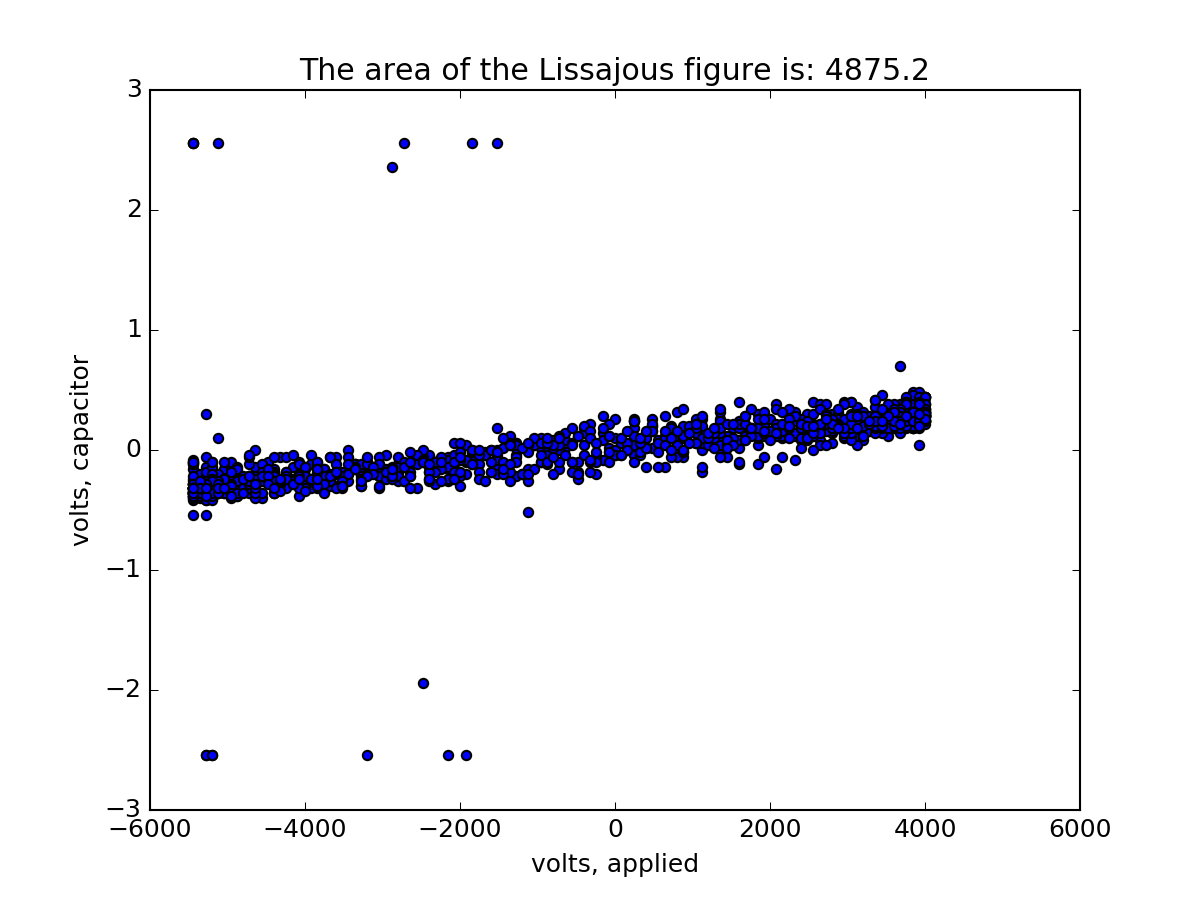 The area of the Lissajous figure is: 4875.2
3
2
1
0
−1
−2
−3
volts, capacitor
−6000 −4000 −2000 0 2000 4000 6000
volts, applied